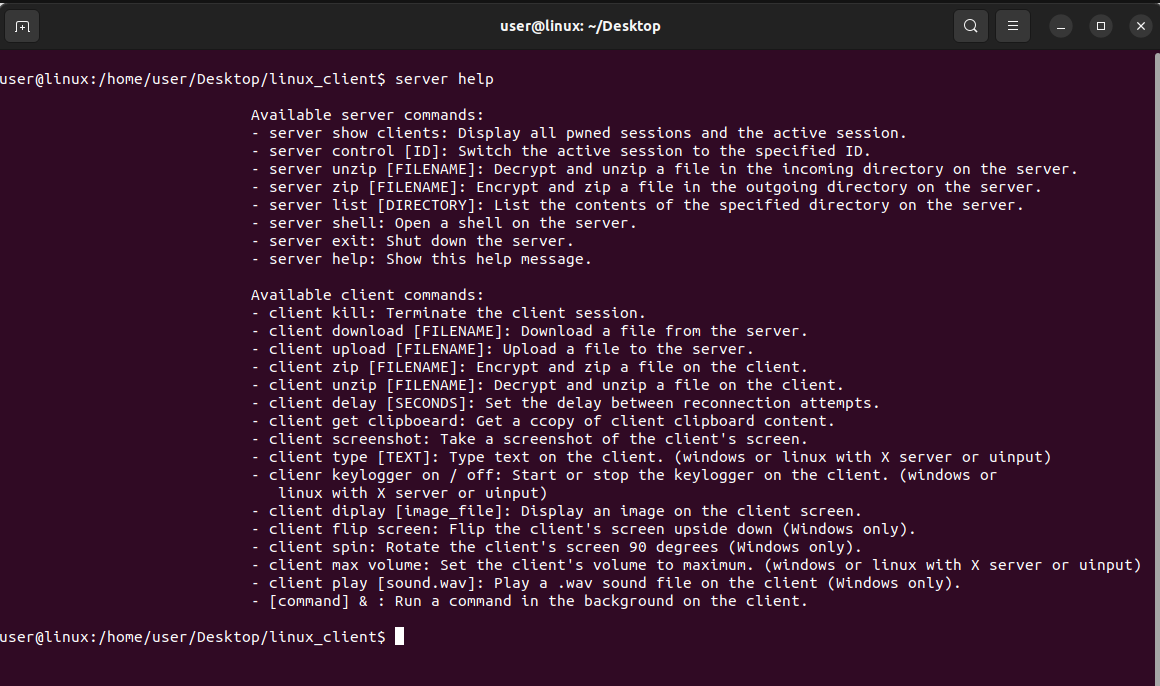 user@linux: ~/Desktop
user@linux:/home/user/Desktop/linux_client$ server help
Available server commands:
- server show clients: Display all pwned sessions and the active session.
- server control [ID]: Switch the active session to the specified ID.
- server unzip [FILENAME]: Decrypt and unzip a file in the incoming directory on the server.
- server zip [FILENAME]: Encrypt and zip a file in the outgoing directory on the server.
- server list [DIRECTORY]: List the contents of the specified directory on the server.
- server shell: Open a shell on the server.
- server exit: Shut down the server.
- server help: Show this help message.
Available client commands:
- client kill: Terminate the client session.
- client download [FILENAME]: Download a file from the server.
- client upload [FILENAME]: Upload a file to the server.
- client zip [FILENAME]: Encrypt and zip a file on the client.
- client unzip [FILENAME]: Decrypt and unzip a file on the client.
- client delay [SECONDS]: Set the delay between reconnection attempts.
- client get clipboeard: Get a ccopy of client clipboard content.
- client screenshot: Take a screenshot of the client's screen.
- client type [TEXT]: Type text on the client. (windows or linux with X server or uinput)
- clienr keylogger on / off: Start or stop the keylogger on the client. (windows or
linux with X server or uinput)
- client diplay [image_file]: Display an image on the client screen.
- client flip screen: Flip the client's screen upside down (Windows only).
- client spin: Rotate the client's screen 90 degrees (Windows only).
- client max volume: Set the client's volume to maximum. (windows or linux with X server or uinput)
- client play [sound.wav]: Play a .wav sound file on the client (Windows only).
- [command] & : Run a command in the background on the client.
user@linux:/home/user/Desktop/linux_client$